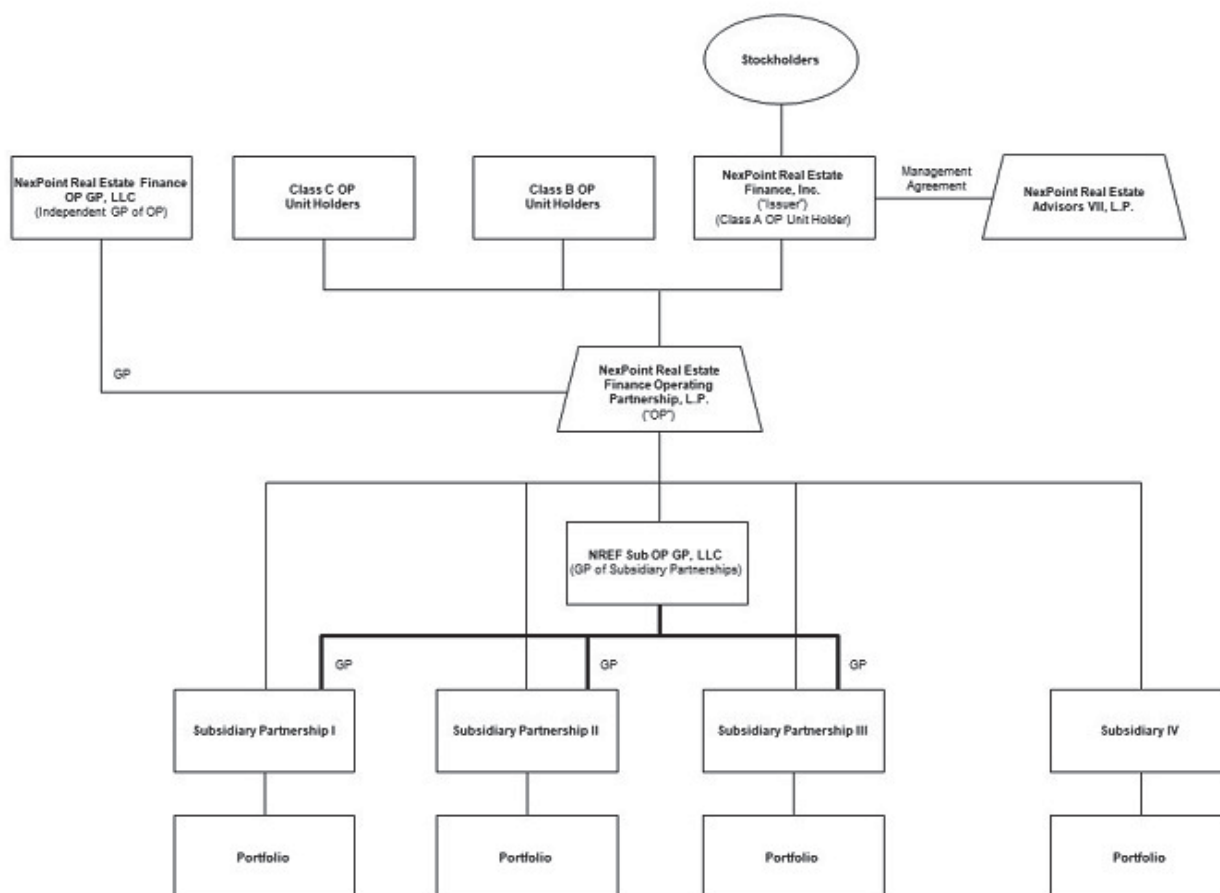 Stockholders
NexPoint Real Estate Finance
OP GP, LLC
(Independent GP of OP)
Class C OP
Unit Holders
Class B OP
Unit Holders
NexPoint Real Estate
Finance, Inc.
("Issuer")
(Class A OP Unit Holder)
Management
Agreement
NexPoint Real Estate
Advisors VII, L.P.
GP
NexPoint Real Estate
Finance Operating
Partnership, L.P.
("OP")
NREF Sub OP GP, LLC
(GP of Subsidiary Partnerships)
GP
GP
GP
Subsidiary Partnership I
Subsidiary Partnership II
Subsidiary Partnership III
Subsidiary IV
Portfolio
Portfolio
Portfolio
Portfolio